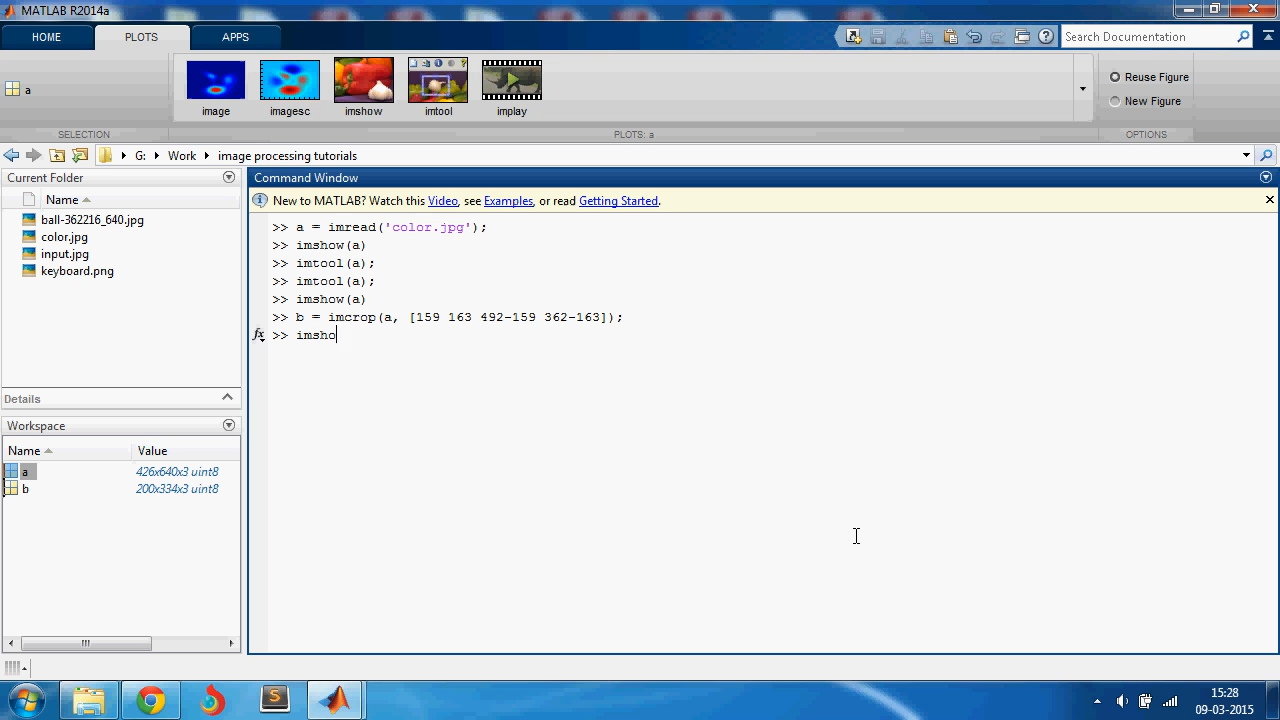 MATLAB R2014a
HOME
PLOTS
APPS
Search Documentation
a
image
imagesc
imshow
imtool
implay
Reuse Figure
New Figure
SELECTION
PLOTS: a
OPTIONS
G: Work image processing tutorials
Current Folder
Name
ball-362216_640.jpg
color.jpg
input.jpg
keyboard.png
Details
Workspace
Name Value
a 426x640x3 uint8
b 200x334x3 uint8
Command Window
New to MATLAB? Watch this Video, see Examples, or read Getting Started.
>> a = imread('color.jpg');
>> imshow(a)
>> imtool(a);
>> imtool(a);
>> imshow(a)
>> b = imcrop(a, [159 163 492-159 362-163]);
fx >> imsho
15:28
09-03-2015